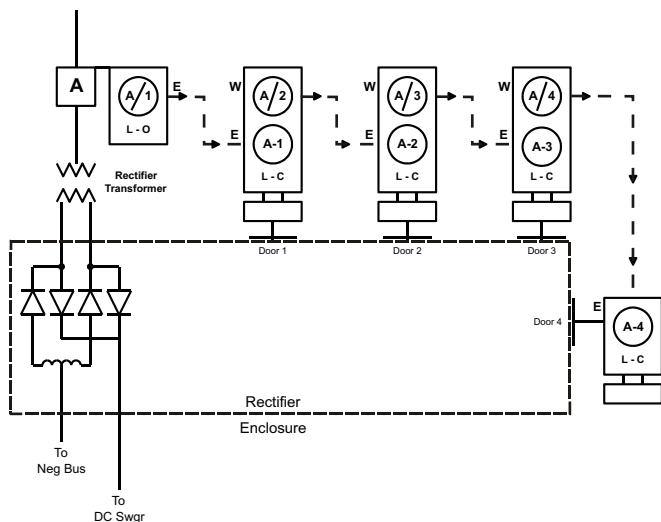 A
A/1
L - O
E
W
A/2
E
A-1
L - C
W
A/3
E
A-2
L - C
W
A/4
E
A-3
L - C
Rectifier
Transformer
Door 1
Door 2
Door 3
Door 4
E
A-4
L - C
Rectifier
Enclosure
To
Neg Bus
To
DC Swgr